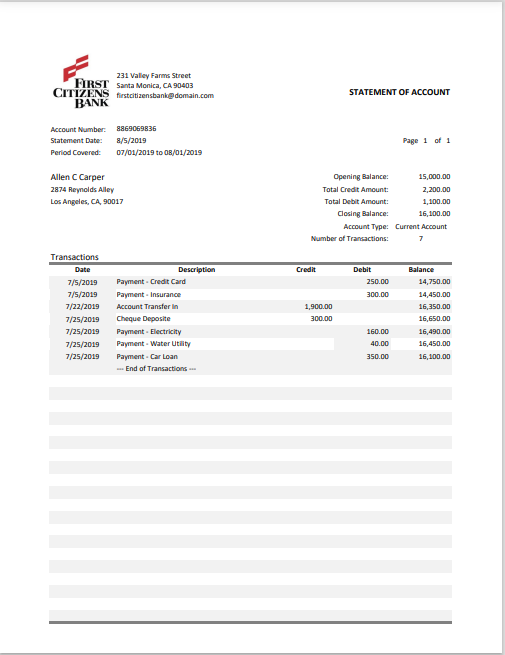 FIRST
CITIZENS
BANK
231 Valley Farms Street
Santa Monica, CA 90403
firstcitizensbank@domain.com
STATEMENT OF ACCOUNT
Account Number: 8869069836
Statement Date: 8/5/2019 Page 1 of 1
Period Covered: 07/01/2019 to 08/01/2019
Allen C Carper Opening Balance: 15,000.00
2874 Reynolds Alley Total Credit Amount: 2,200.00
Los Angeles, CA, 90017 Total Debit Amount: 1,100.00
Closing Balance: 16,100.00
Account Type: Current Account
Number of Transactions: 7
Transactions
Date Description Credit Debit Balance
7/5/2019 Payment - Credit Card 250.00 14,750.00
7/5/2019 Payment - Insurance 300.00 14,450.00
7/22/2019 Account Transfer In 1,900.00 16,350.00
7/25/2019 Cheque Deposite 300.00 16,650.00
7/25/2019 Payment - Electricity 160.00 16,490.00
7/25/2019 Payment - Water Utility 40.00 16,450.00
7/25/2019 Payment - Car Loan 350.00 16,100.00
--- End of Transactions ---